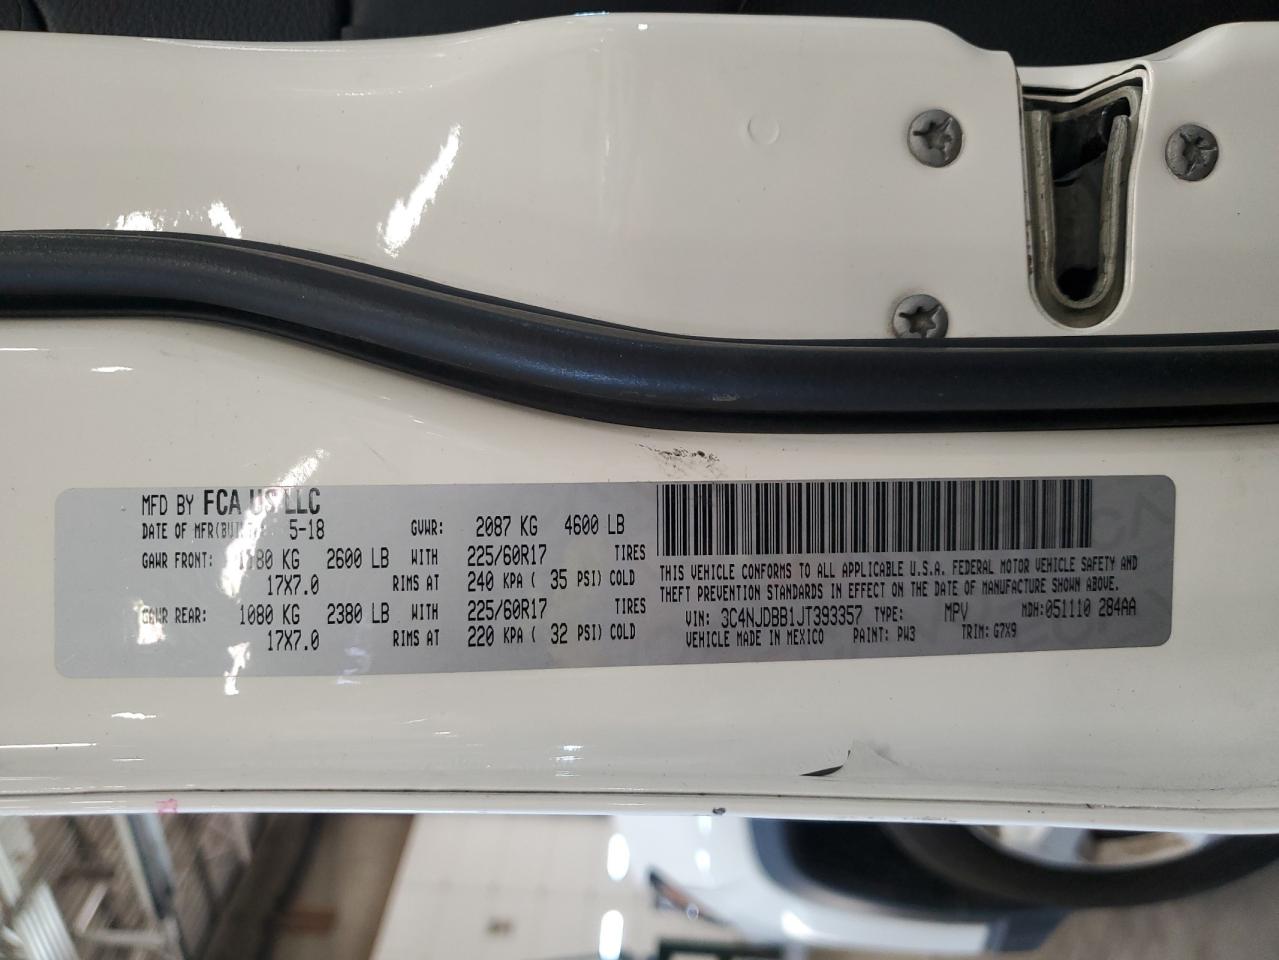 MFD BY FCA US LLC
DATE OF MFR(BUILT): 5-18 GVWR: 2087 KG 4600 LB
GAWR FRONT: 1180 KG 2600 LB WITH 225/60R17 TIRES
17X7.0 RIMS AT 240 KPA ( 35 PSI) COLD
GAWR REAR: 1080 KG 2380 LB WITH 225/60R17 TIRES
17X7.0 RIMS AT 220 KPA ( 32 PSI) COLD
THIS VEHICLE CONFORMS TO ALL APPLICABLE U.S.A. FEDERAL MOTOR VEHICLE SAFETY AND
THEFT PREVENTION STANDARDS IN EFFECT ON THE DATE OF MANUFACTURE SHOWN ABOVE.
VIN: 3C4NJDBB1JT393357 TYPE: MPV MDH:051110 284AA
VEHICLE MADE IN MEXICO PAINT: PW3 TRIM: G7X9